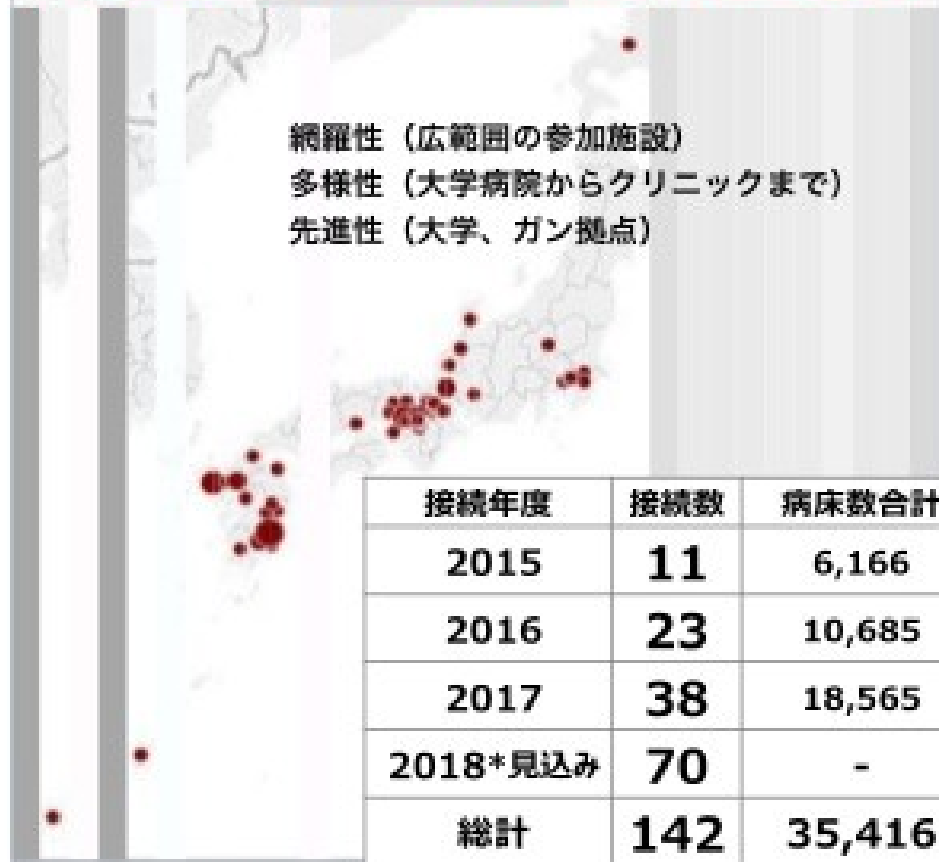 網羅性（広範囲の参加施設）
多様性（大学病院からクリニックまで）
先進性（大学、ガン拠点）
接続年度 接続数 病床数合計
2015 11 6,166
2016 23 10,685
2017 38 18,565
2018*見込み 70 -
総計 142 35,416